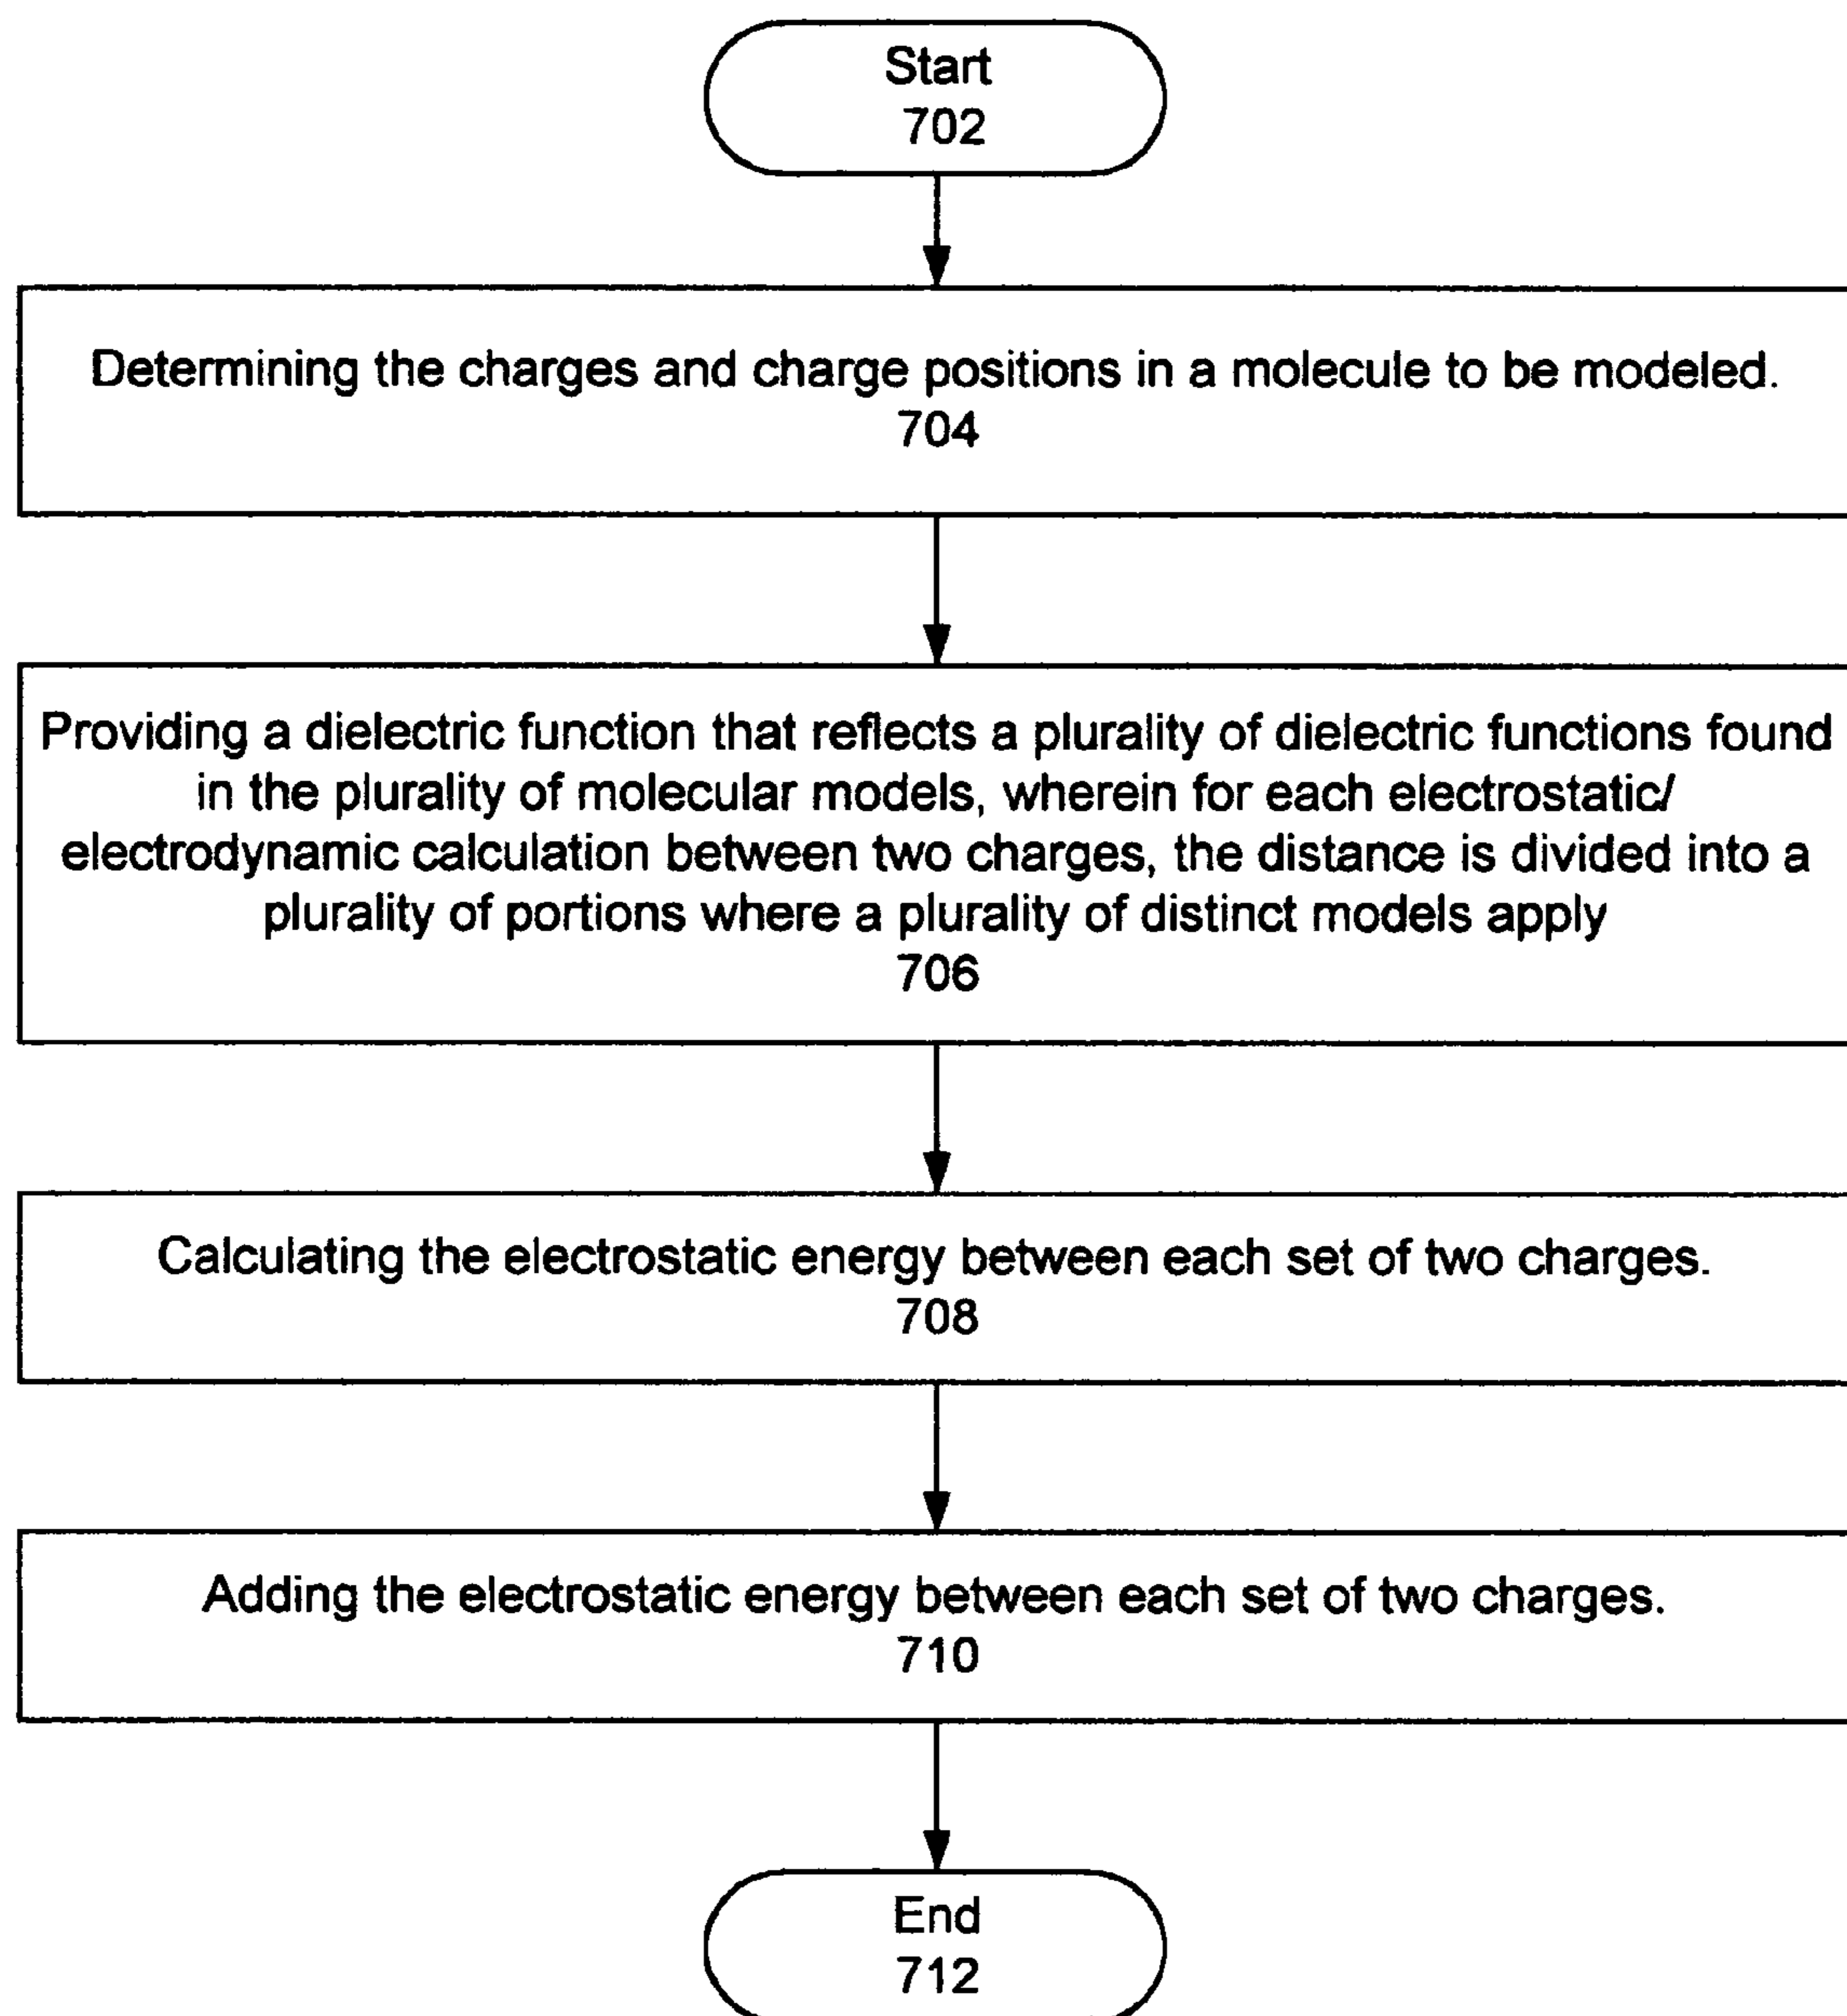 Start
702
Determining the charges and charge positions in a molecule to be modeled.
704
Providing a dielectric function that reflects a plurality of dielectric functions found
in the plurality of molecular models, wherein for each electrostatic/
electrodynamic calculation between two charges, the distance is divided into a
plurality of portions where a plurality of distinct models apply
706
Calculating the electrostatic energy between each set of two charges.
708
Adding the electrostatic energy between each set of two charges.
710
End
712